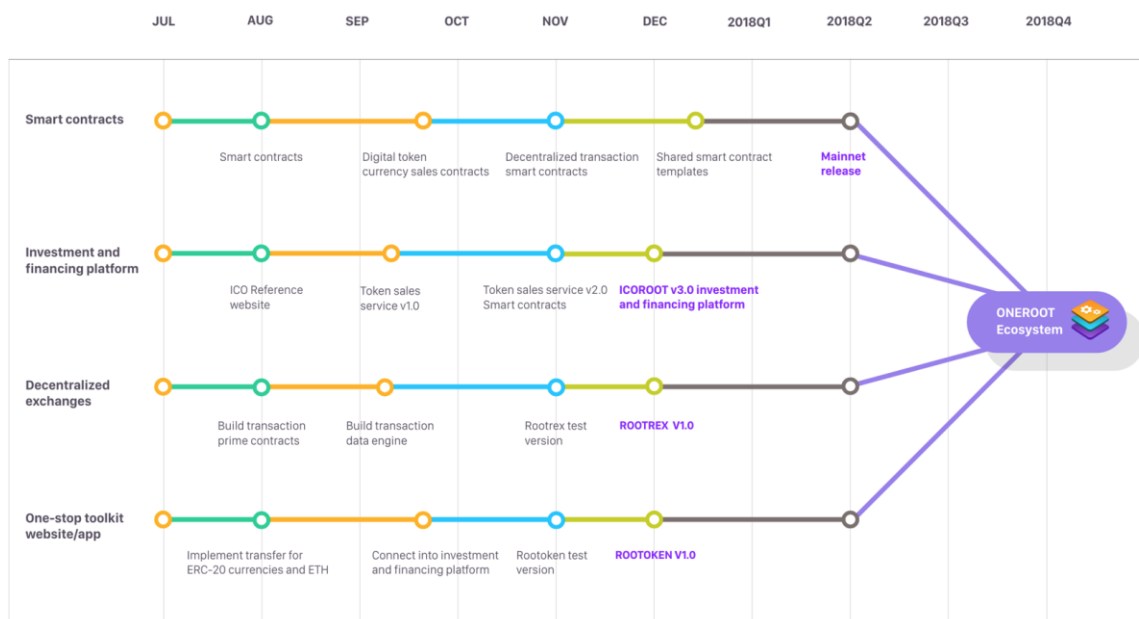 JUL AUG SEP OCT NOV DEC 2018Q1 2018Q2 2018Q3 2018Q4
Smart contracts
Smart contracts
Digital token
currency sales contracts
Decentralized transaction
smart contracts
Shared smart contract
templates
Mainnet
release
Investment and
financing platform
ICO Reference
website
Token sales
service v1.0
Token sales service v2.0
Smart contracts
ICOROOT v3.0 investment
and financing platform
ONEROOT
Ecosystem
Decentralized
exchanges
Build transaction
prime contracts
Build transaction
data engine
Rootrex test
version
ROOTREX V1.0
One-stop toolkit
website/app
Implement transfer for
ERC-20 currencies and ETH
Connect into investment
and financing platform
Rootoken test
version
ROOTOKEN V1.0